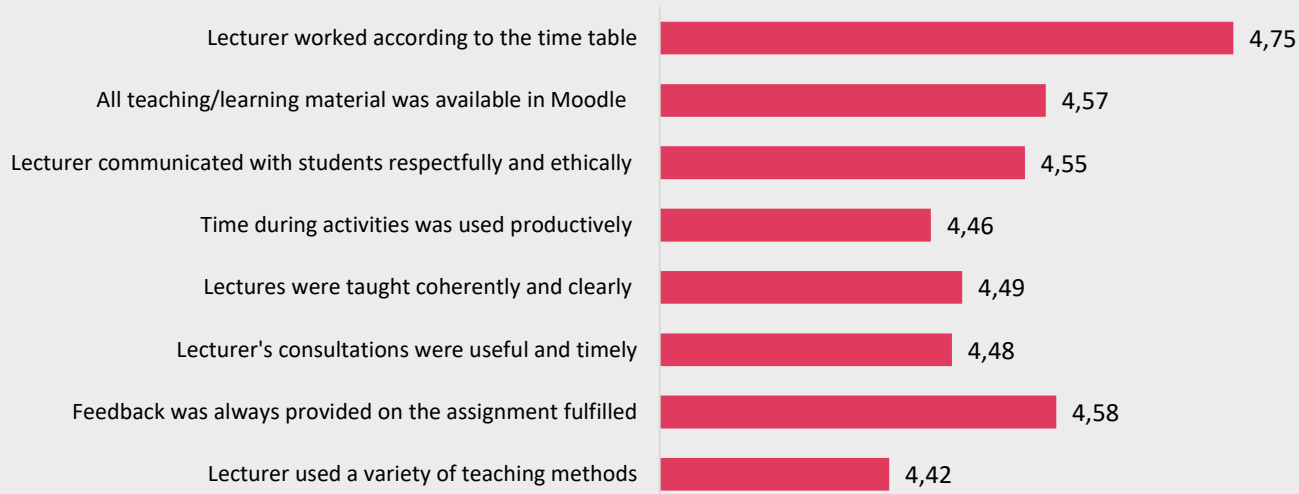 Lecturer worked according to the time table 4,75
All teaching/learning material was available in Moodle 4,57
Lecturer communicated with students respectfully and ethically 4,55
Time during activities was used productively 4,46
Lectures were taught coherently and clearly 4,49
Lecturer's consultations were useful and timely 4,48
Feedback was always provided on the assignment fulfilled 4,58
Lecturer used a variety of teaching methods 4,42